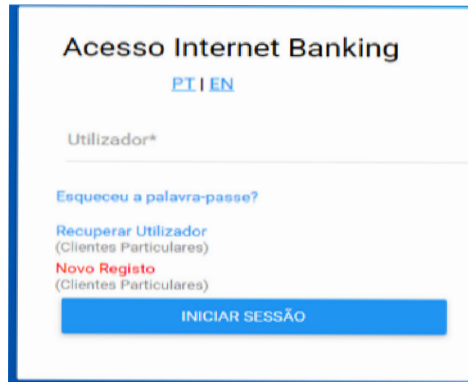 Acesso Internet Banking
PT | EN
Utilizador*
Esqueceu a palavra-passe?
Recuperar Utilizador
(Clientes Particulares)
Novo Registo
(Clientes Particulares)
INICIAR SESSÃO